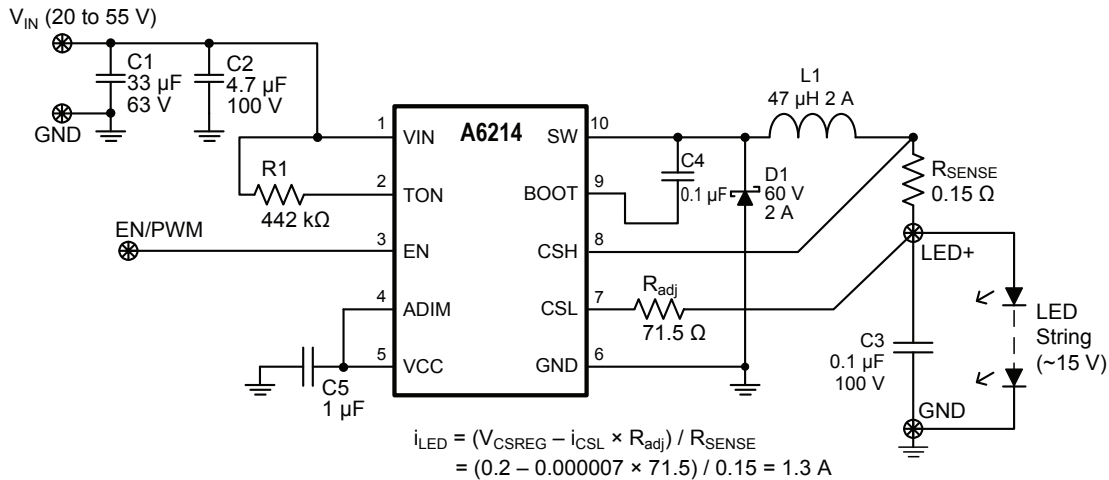 V_IN (20 to 55 V)
C1
33 µF
63 V
C2
4.7 µF
100 V
GND
R1
442 kΩ
EN/PWM
A6214
1 VIN
2 TON
3 EN
4 ADIM
5 VCC
SW 10
BOOT 9
CSH 8
CSL 7
GND 6
C5
1 µF
L1
47 µH 2 A
C4
0.1 µF
D1
60 V
2 A
R_SENSE
0.15 Ω
LED+
R_adj
71.5 Ω
C3
0.1 µF
100 V
LED
String
(~15 V)
GND
i_LED = (V_CSREG – i_CSL × R_adj) / R_SENSE
= (0.2 – 0.000007 × 71.5) / 0.15 = 1.3 A